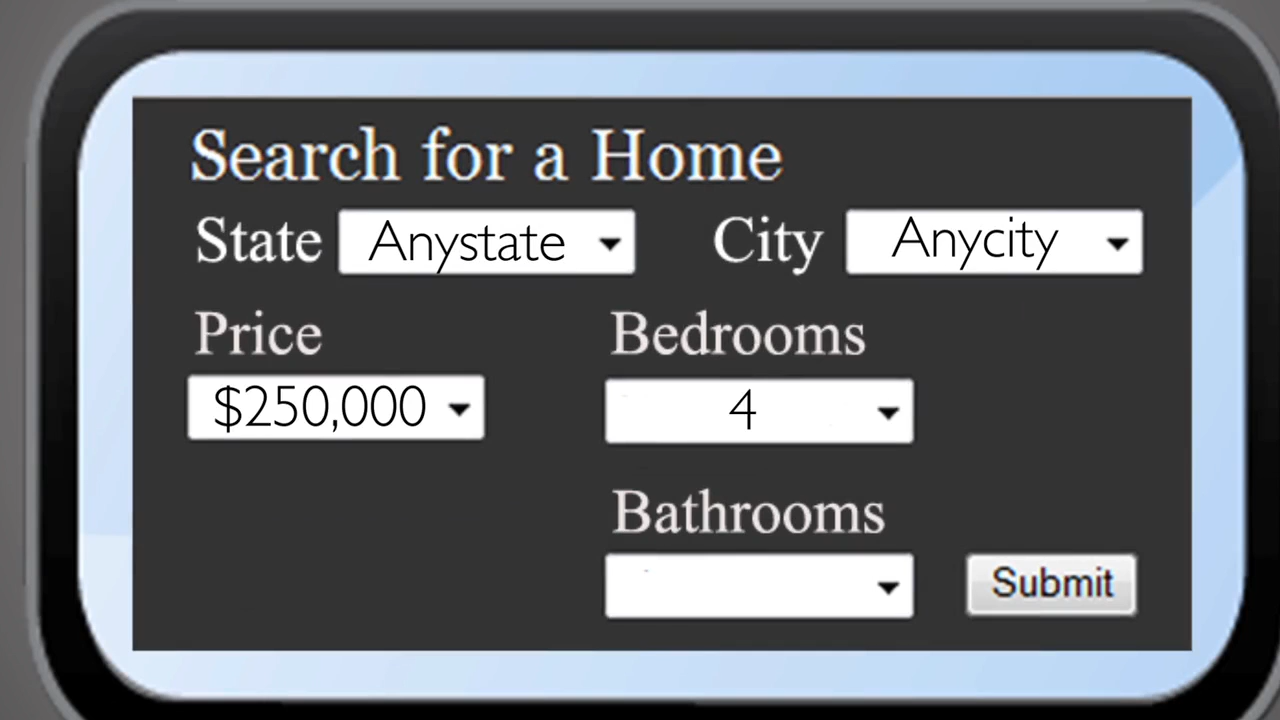 Search for a Home
State Anystate City Anycity
Price Bedrooms
$250,000 4
Bathrooms
Submit